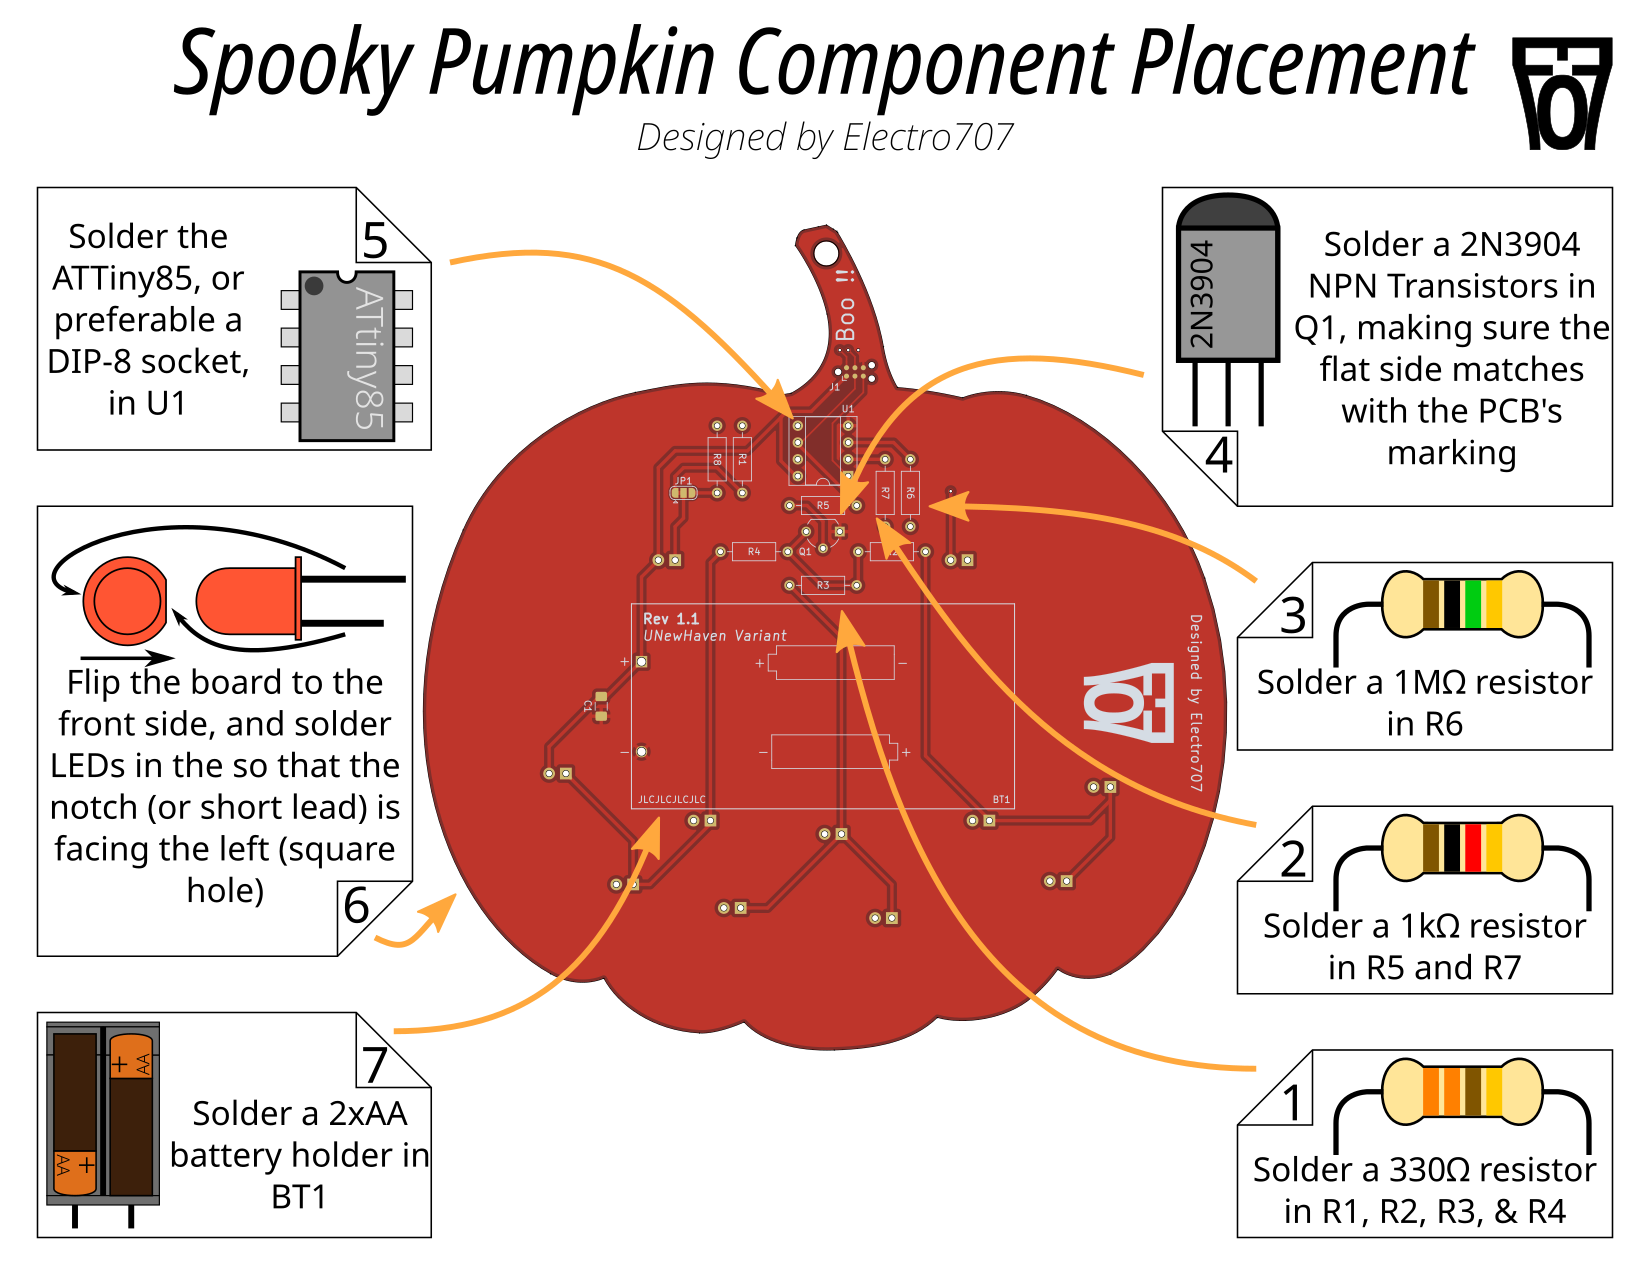 Spooky Pumpkin Component Placement
Designed by Electro707
5
Solder the
ATTiny85, or
preferable a
DIP-8 socket,
in U1
ATtiny85
2N3904
Solder a 2N3904
NPN Transistors in
Q1, making sure the
flat side matches
with the PCB's
marking
4
Boo !!
J1
U1
R8
R1
JP1
R5
R7
R6
R4
Q1
R3
Rev 1.1
UNewHaven Variant
+
+ -
C1
-
- +
JLCJLCJLCJLC
BT1
Designed by Electro707
3
Solder a 1MΩ resistor
in R6
2
Solder a 1kΩ resistor
in R5 and R7
1
Solder a 330Ω resistor
in R1, R2, R3, & R4
Flip the board to the
front side, and solder
LEDs in the so that the
notch (or short lead) is
facing the left (square
hole)
6
7
+ AA
AA +
Solder a 2xAA
battery holder in
BT1